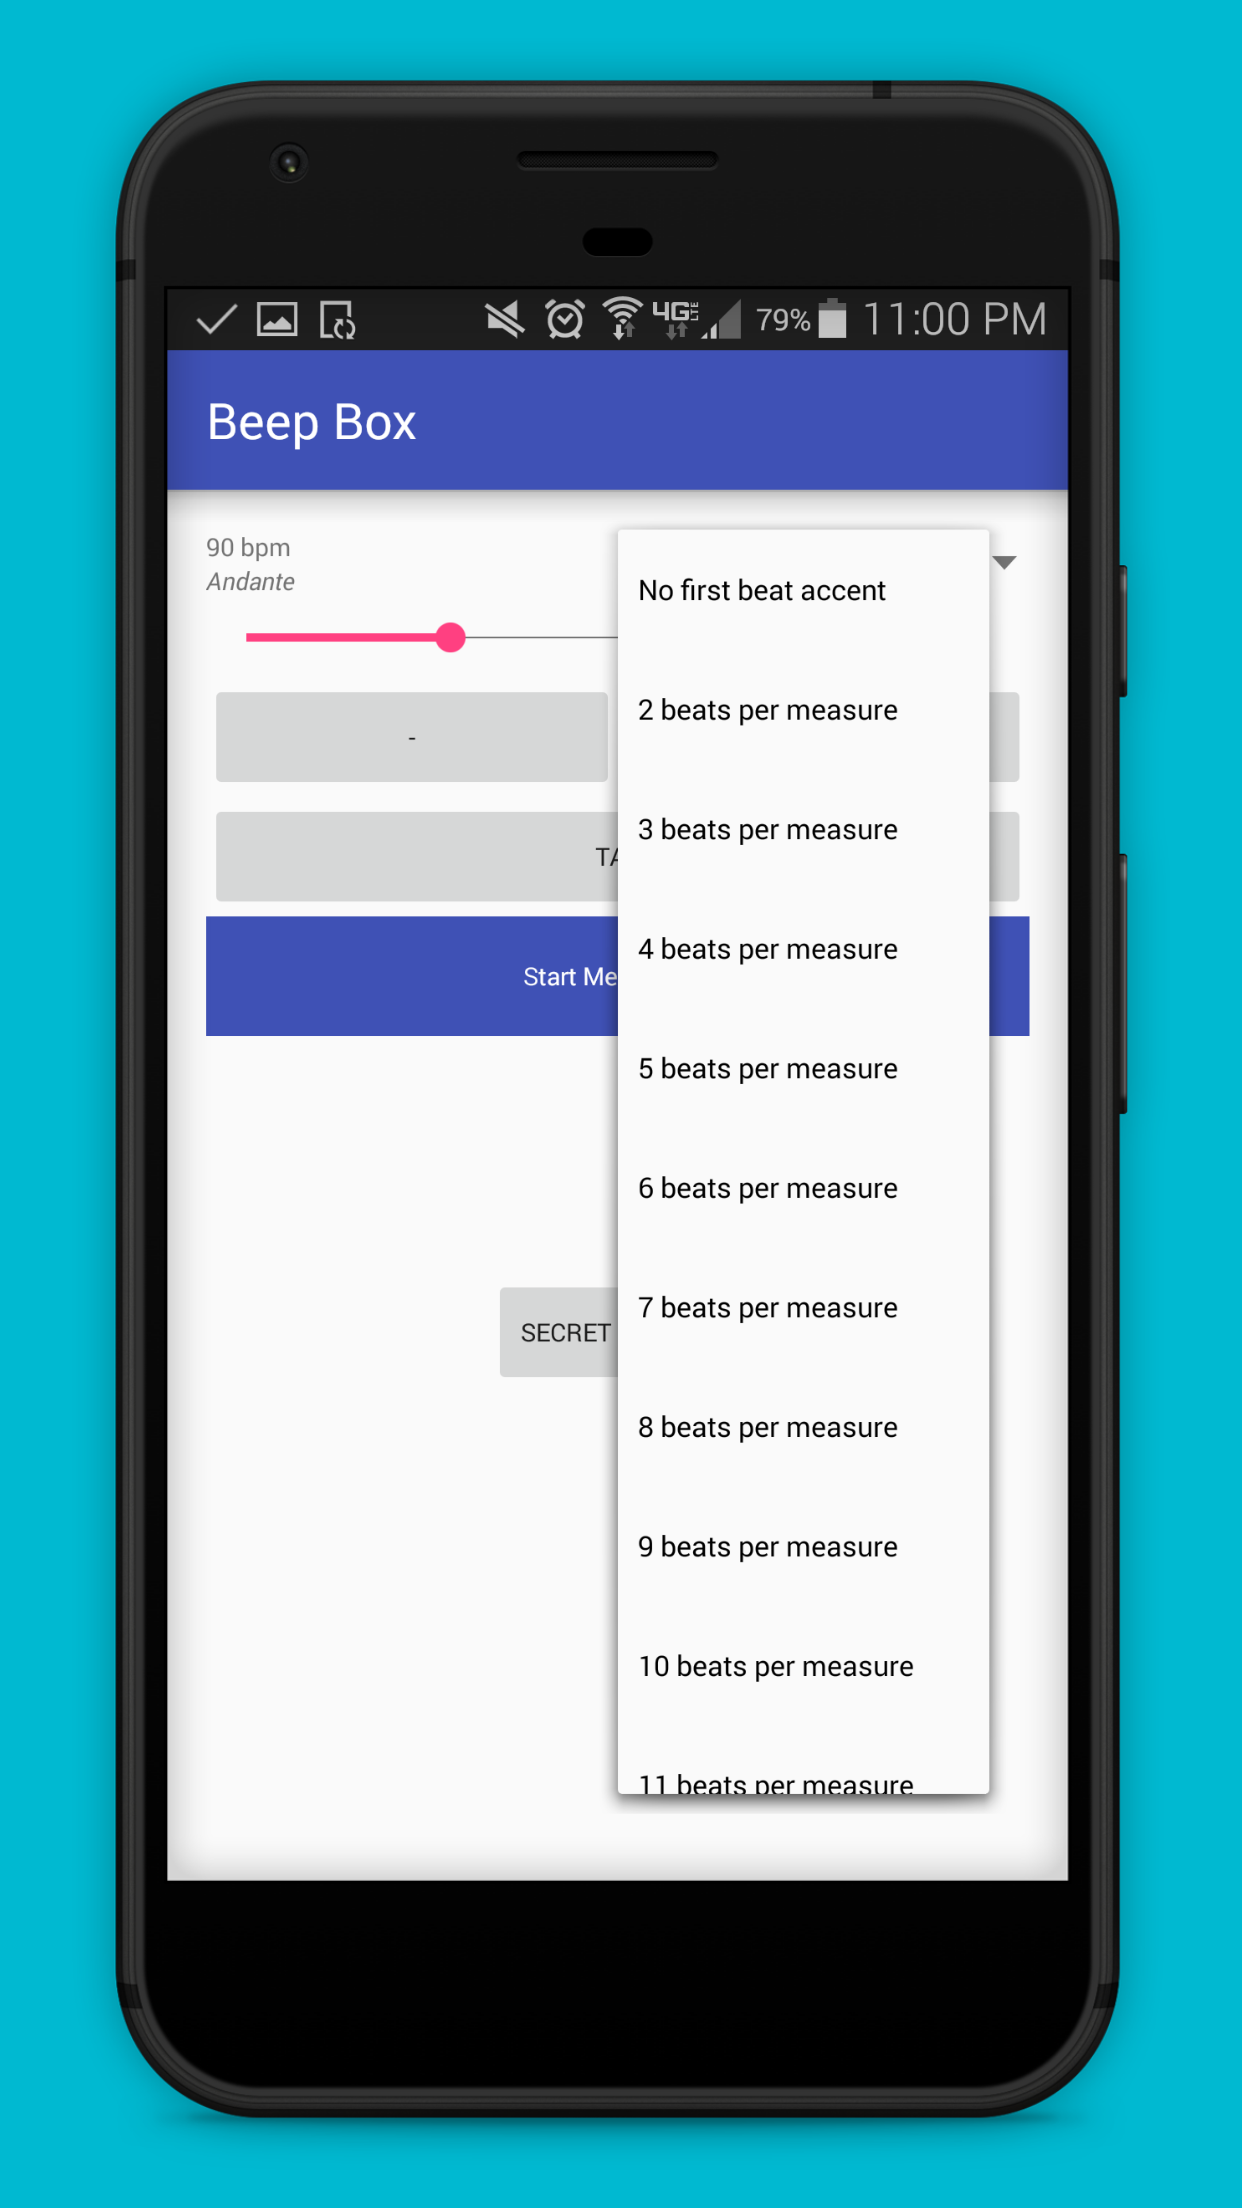 4G LTE 79% 11:00 PM
Beep Box
90 bpm
Andante
No first beat accent
2 beats per measure
-
3 beats per measure
4 beats per measure
Start
5 beats per measure
6 beats per measure
7 beats per measure
SECRET
8 beats per measure
9 beats per measure
10 beats per measure
11 beats per measure